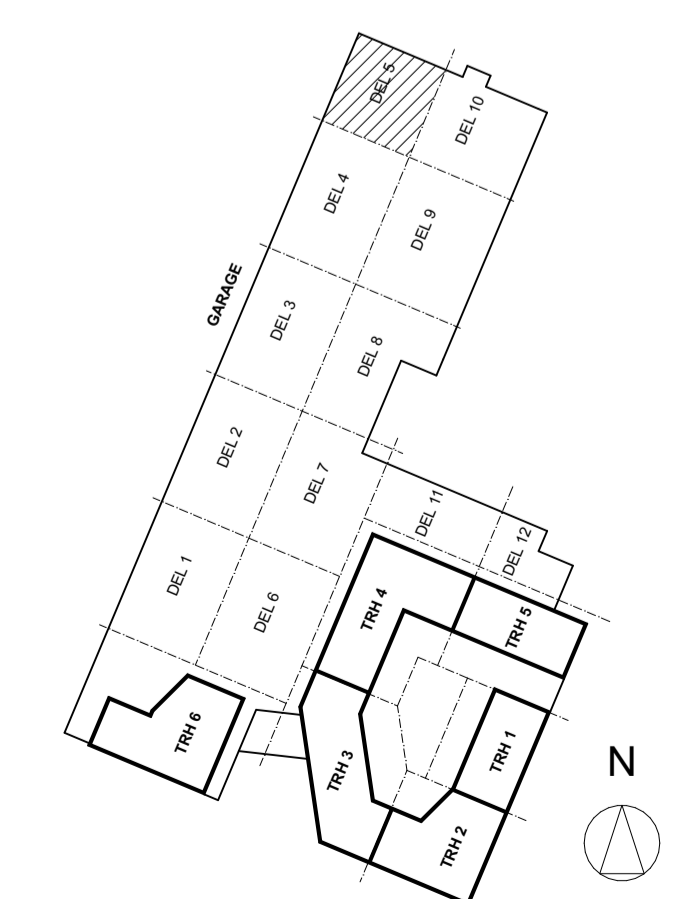 DEL 5
DEL 10
DEL 4
DEL 9
GARAGE
DEL 3
DEL 8
DEL 2
DEL 7
DEL 11
DEL 12
DEL 1
DEL 6
TRH 4
TRH 5
TRH 6
TRH 3
TRH 1
TRH 2
N